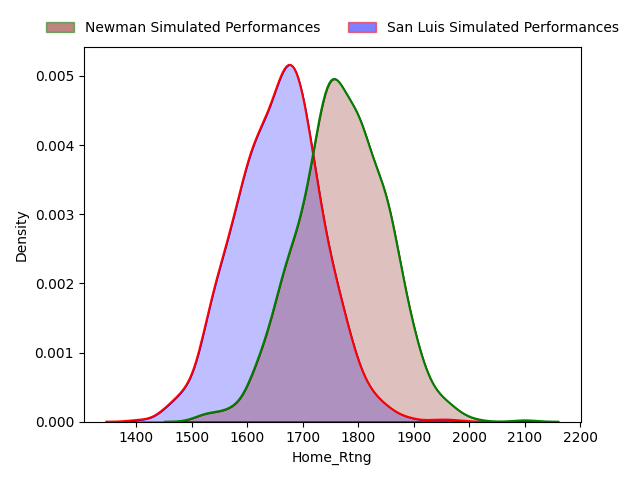 Newman Simulated Performances
San Luis Simulated Performances
0.005
0.004
0.003
0.002
0.001
0.000
Density
1400 1500 1600 1700 1800 1900 2000 2100 2200
Home_Rtng